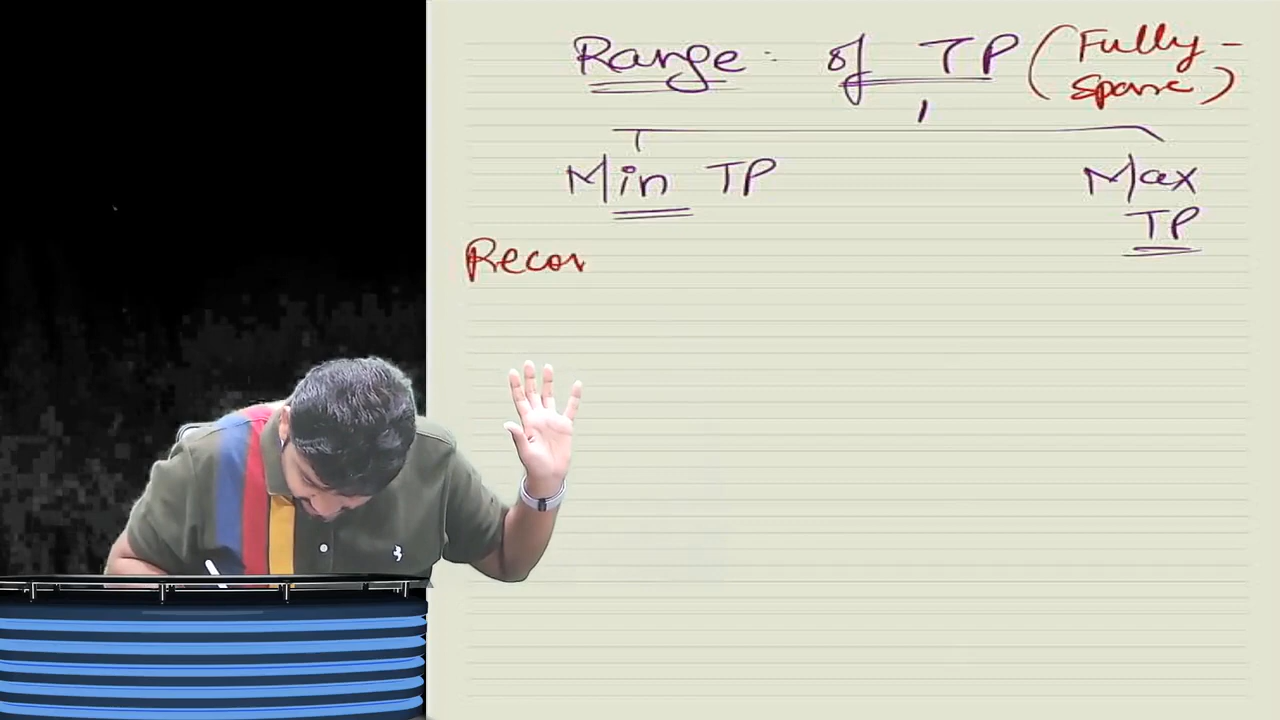 Range: of TP (Fully-
Spare)
Min TP
Max
TP
Recor